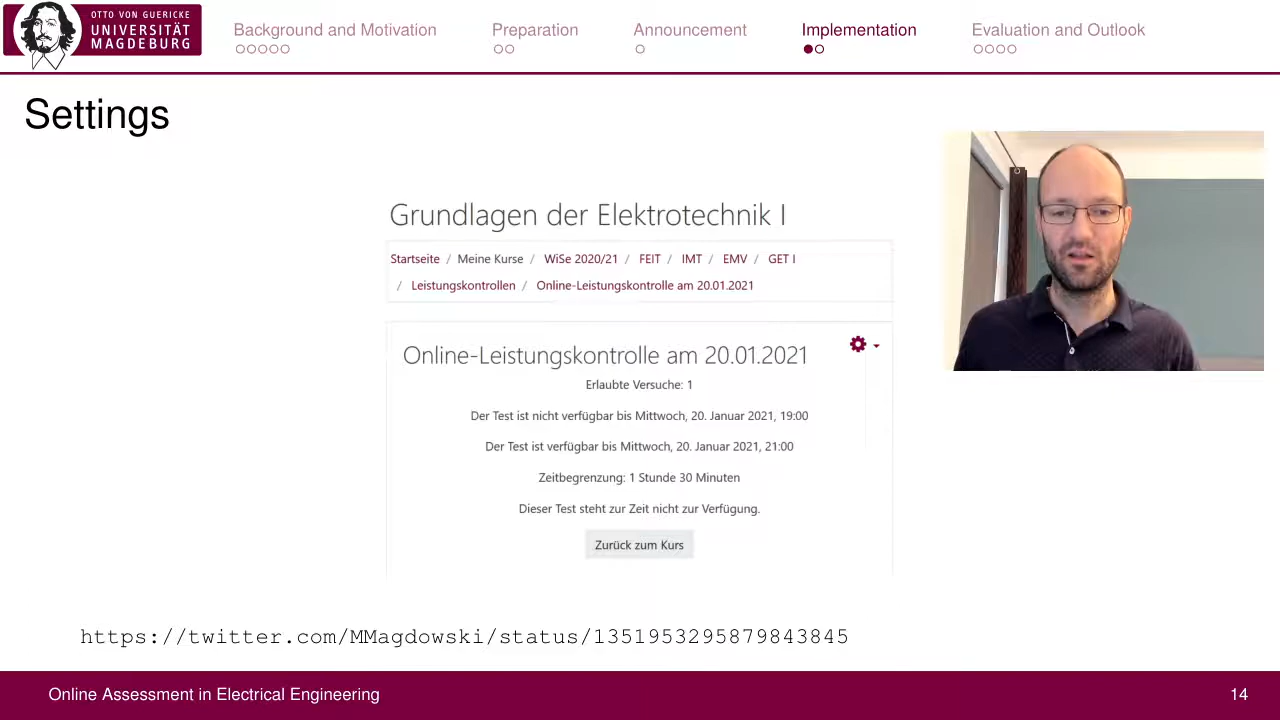 OTTO VON GUERICKE
UNIVERSITÄT
MAGDEBURG
Background and Motivation
Preparation
Announcement
Implementation
Evaluation and Outlook
Settings
Grundlagen der Elektrotechnik I
Startseite / Meine Kurse / WiSe 2020/21 / FEIT / IMT / EMV / GET I
/ Leistungskontrollen / Online-Leistungskontrolle am 20.01.2021
Online-Leistungskontrolle am 20.01.2021
Erlaubte Versuche: 1
Der Test ist nicht verfügbar bis Mittwoch, 20. Januar 2021, 19:00
Der Test ist verfügbar bis Mittwoch, 20. Januar 2021, 21:00
Zeitbegrenzung: 1 Stunde 30 Minuten
Dieser Test steht zur Zeit nicht zur Verfügung.
Zurück zum Kurs
https://twitter.com/MMagdowski/status/1351953295879843845
Online Assessment in Electrical Engineering
14